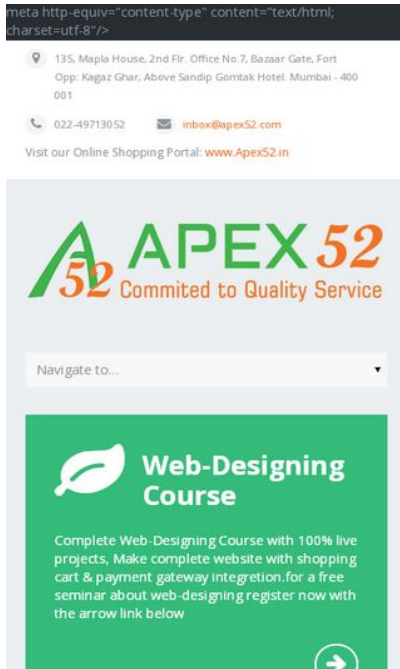 meta http-equiv="content-type" content="text/html;
charset=utf-8"/>
135, Mapla House, 2nd Flr. Office No.7, Bazaar Gate, Fort
Opp: Kagaz Ghar, Above Sandip Gomtak Hotel. Mumbai - 400
001
022-49713052 inbox@apex52.com
Visit our Online Shopping Portal: www.Apex52.in
52
APEX 52
Commited to Quality Service
Navigate to...
Web-Designing
Course
Complete Web-Designing Course with 100% live
projects, Make complete website with shopping
cart & payment gateway integretion.for a free
seminar about web-designing register now with
the arrow link below